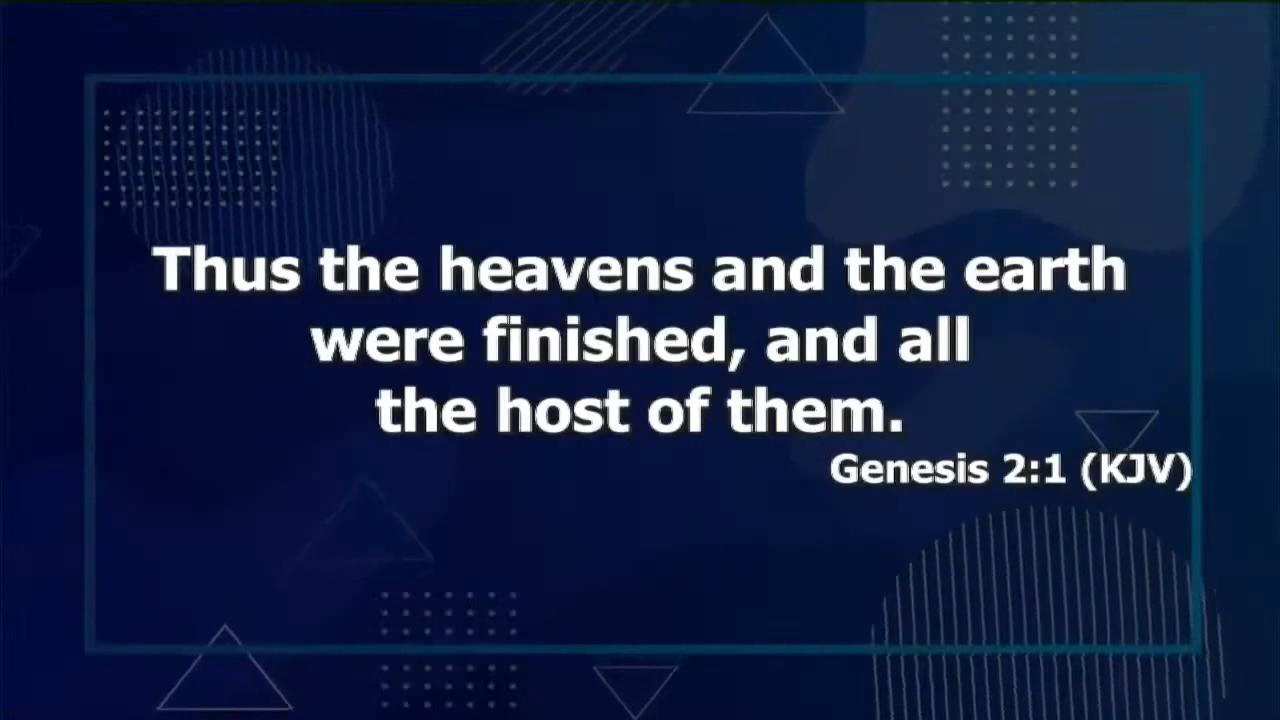 Thus the heavens and the earth
were finished, and all
the host of them.
Genesis 2:1 (KJV)